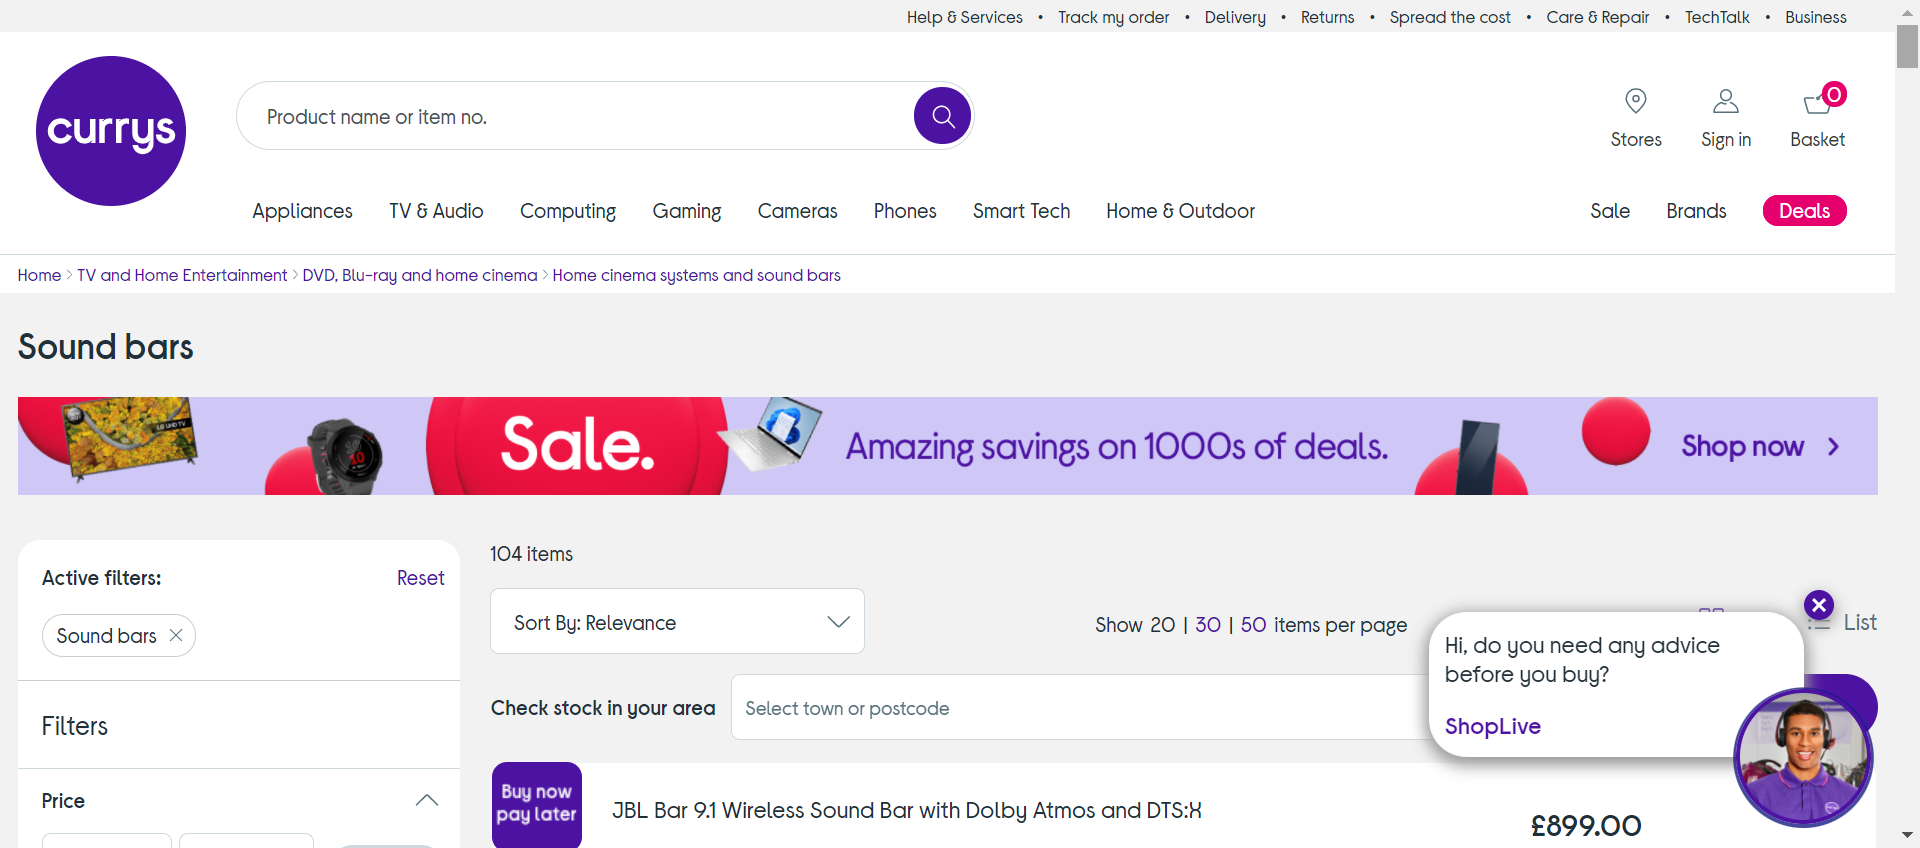 Help & Services • Track my order • Delivery • Returns • Spread the cost • Care & Repair • TechTalk • Business
currys
Product name or item no.
Stores
Sign in
0
Basket
Appliances TV & Audio Computing Gaming Cameras Phones Smart Tech Home & Outdoor Sale Brands Deals
Home > TV and Home Entertainment > DVD, Blu-ray and home cinema > Home cinema systems and sound bars
Sound bars
LG UHD TV
10
Sale.
Amazing savings on 1000s of deals.
Shop now >
Active filters: Reset
Sound bars
Filters
Price
104 items
Sort By: Relevance
Show 20 | 30 | 50 items per page
List
Check stock in your area
Select town or postcode
Hi, do you need any advice
before you buy?
ShopLive
Buy now
pay later
JBL Bar 9.1 Wireless Sound Bar with Dolby Atmos and DTS:X
£899.00